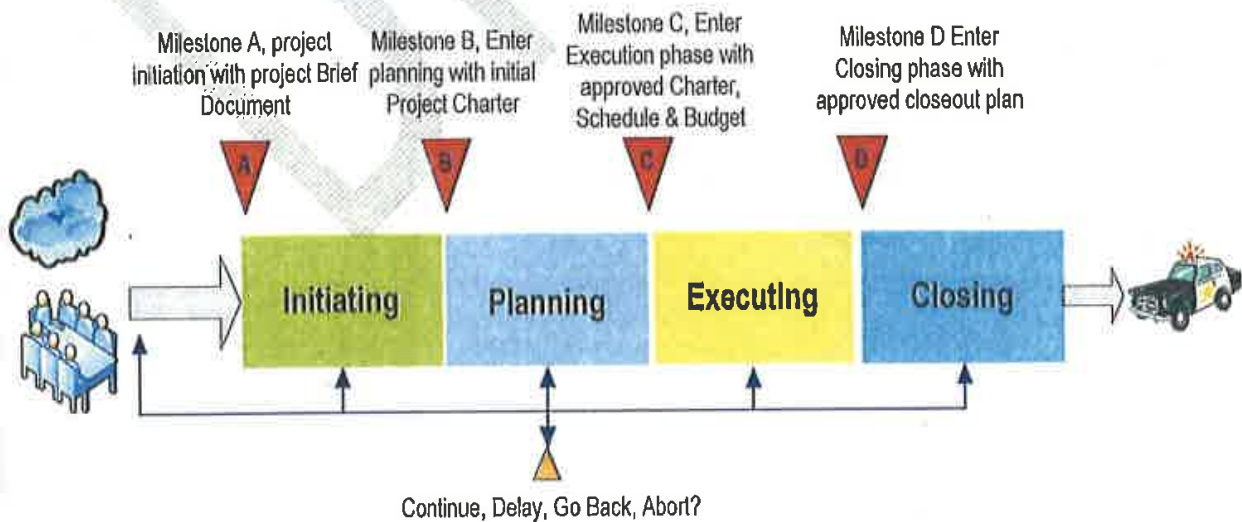 Milestone A, project
initiation with project Brief
Document
Milestone B, Enter
planning with initial
Project Charter
Milestone C, Enter
Execution phase with
approved Charter,
Schedule & Budget
Milestone D Enter
Closing phase with
approved closeout plan
A
B
C
D
Initiating
Planning
Executing
Closing
Continue, Delay, Go Back, Abort?